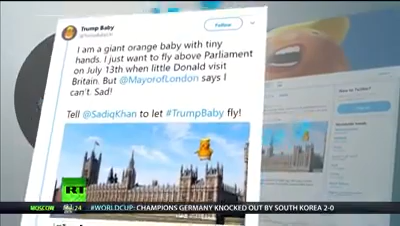 Trump Baby
Follow
I am a giant orange baby with tiny
hands. I just want to fly above Parliament
on July 13th when little Donald visit
Britain. But @MayorofLondon says I
can't. Sad!
Tell @SadiqKhan to let #TrumpBaby fly!
RT
MOSCOW :24 #WORLDCUP: CHAMPIONS GERMANY KNOCKED OUT BY SOUTH KOREA 2-0